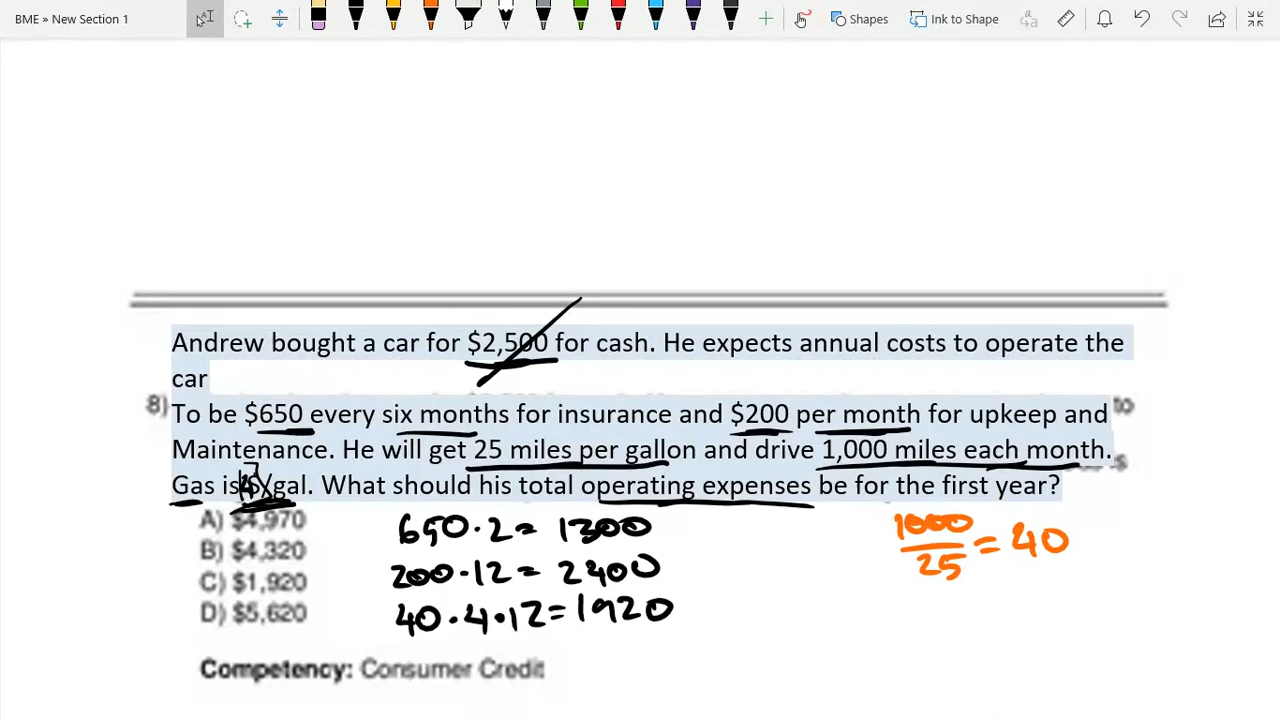 BME » New Section 1
Shapes
Ink to Shape
Andrew bought a car for $2,500 for cash. He expects annual costs to operate the
car
8)
to
To be $650 every six months for insurance and $200 per month for upkeep and
Maintenance. He will get 25 miles per gallon and drive 1,000 miles each month.
Gas is /gal. What should his total operating expenses be for the first year?
A) $4,970
B) $4,320
C) $1,920
D) $5,620
650·2= 1300
200·12= 2400
40·4·12=1920
1000
25
= 40
Competency: Consumer Credit